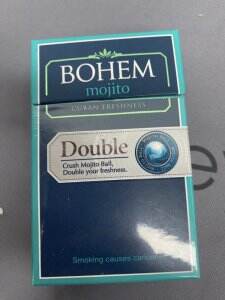 BOHEM
mojito
CUBAN FRESHNESS
Double
Crush Mojito Ball,
Double your freshness.
Smoking causes cancer